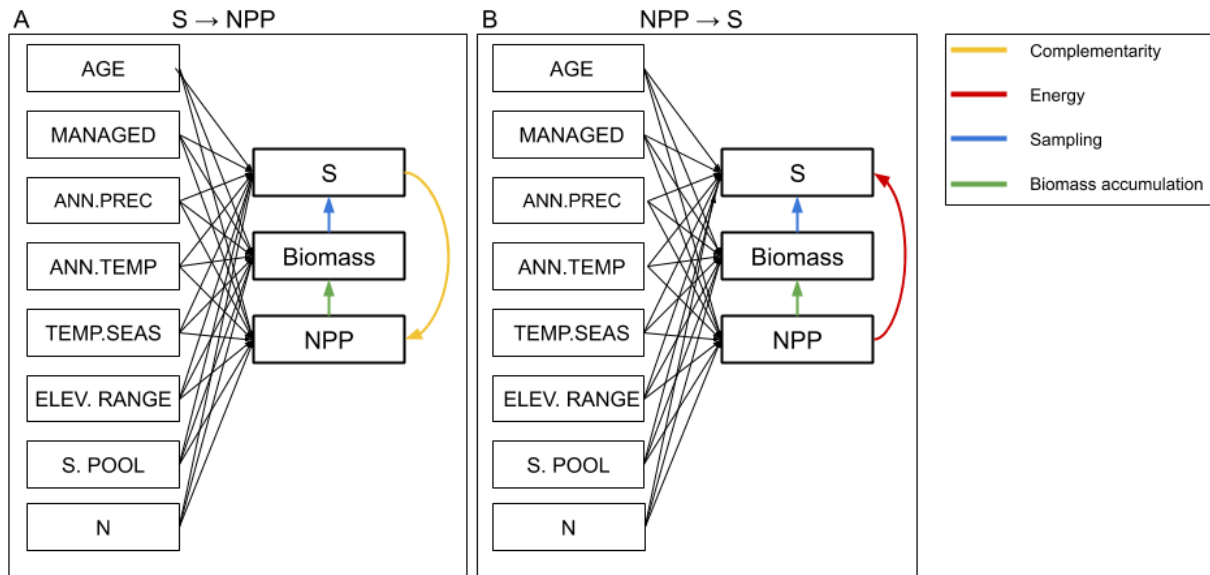 A
S → NPP
AGE
MANAGED
ANN.PREC
ANN.TEMP
TEMP.SEAS
ELEV. RANGE
S. POOL
N
S
Biomass
NPP
B
NPP → S
AGE
MANAGED
ANN.PREC
ANN.TEMP
TEMP.SEAS
ELEV. RANGE
S. POOL
N
S
Biomass
NPP
Complementarity
Energy
Sampling
Biomass accumulation